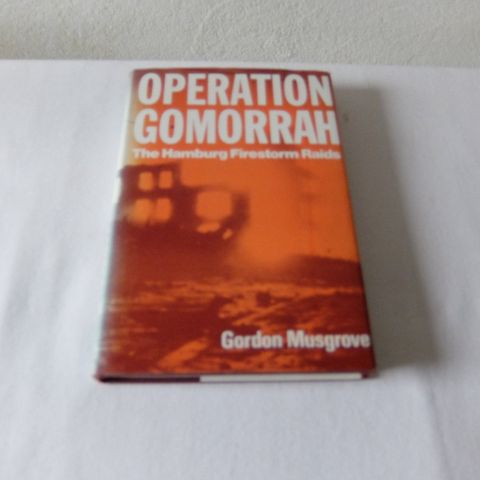 OPERATION
GOMORRAH
The Hamburg Firestorm Raids
Gordon Musgrove